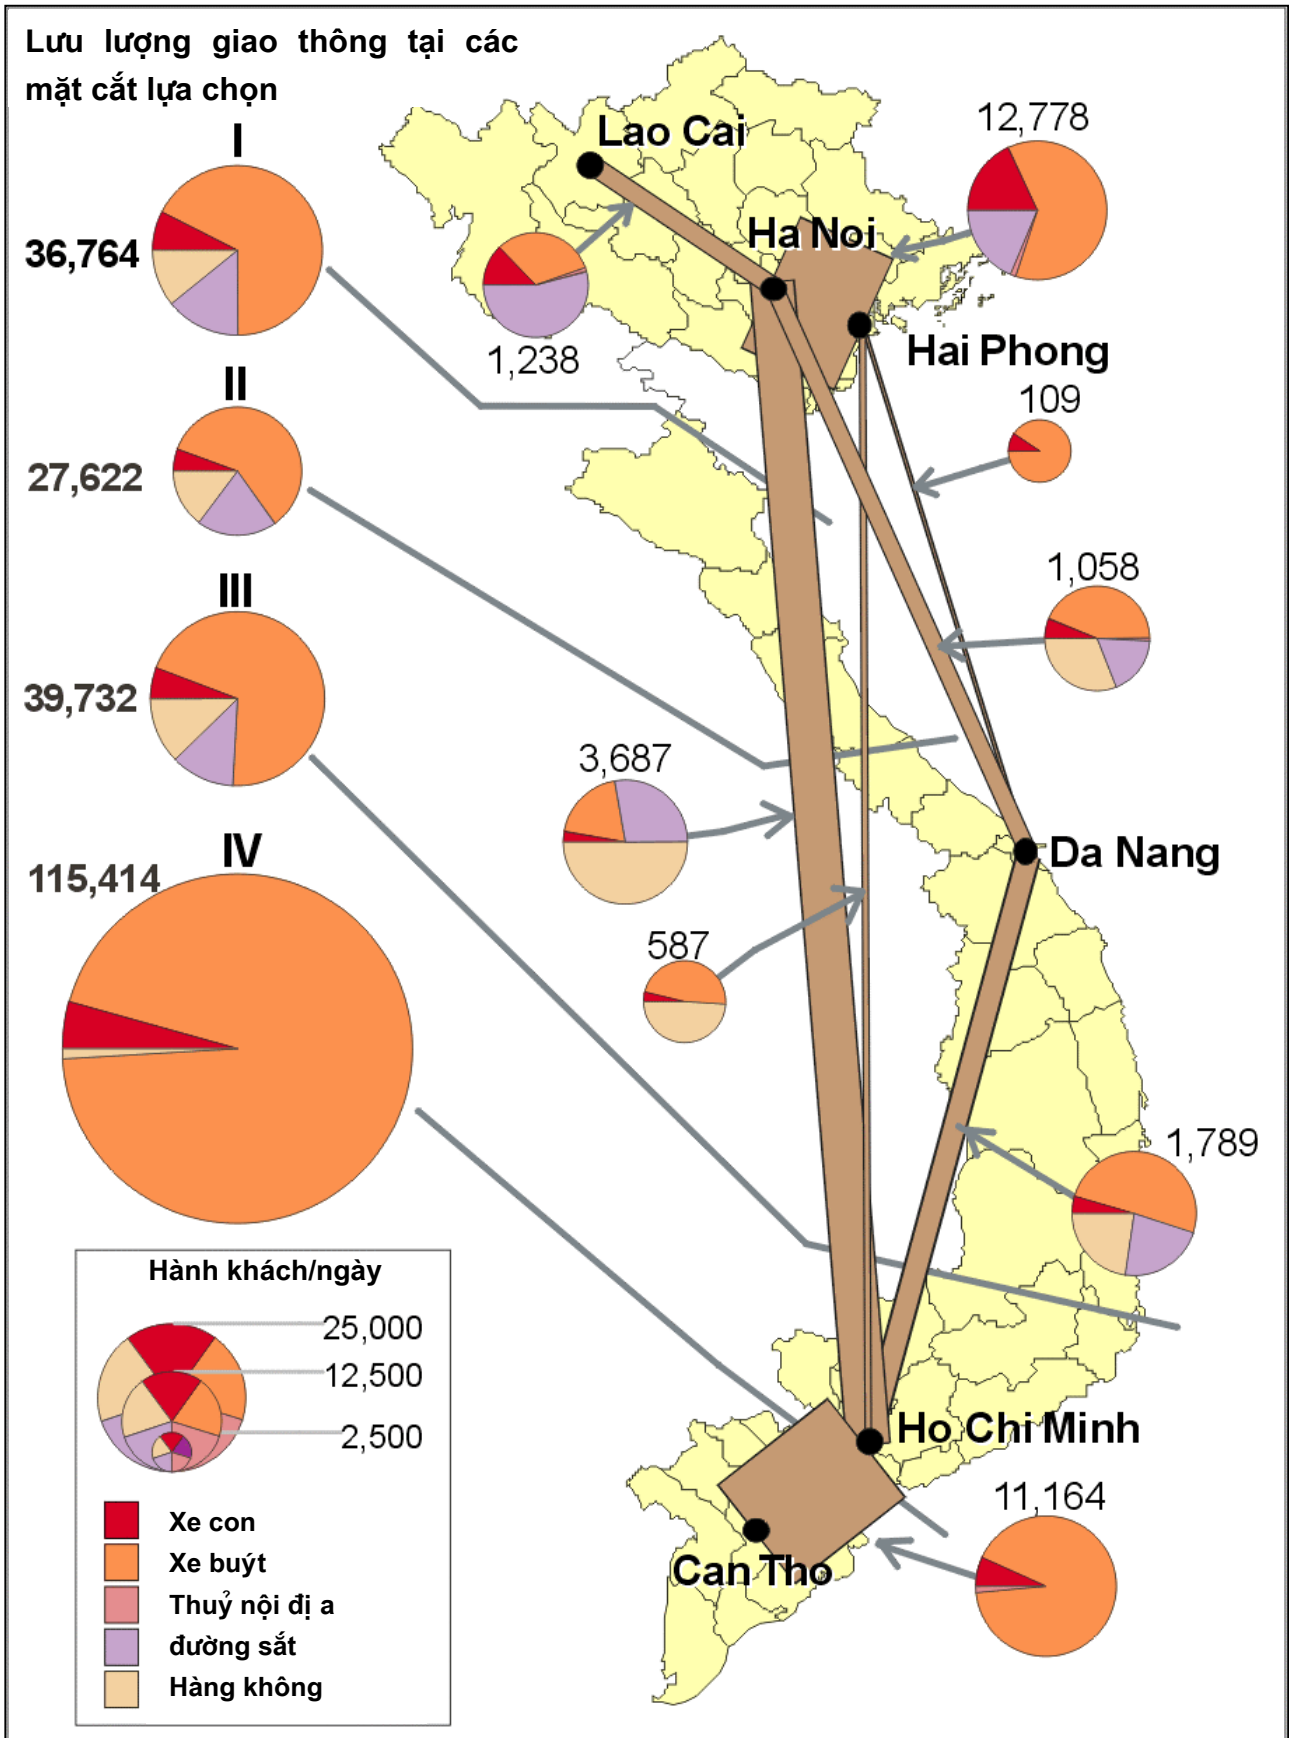 Lưu lượng giao thông tại các
mặt cắt lựa chọn
I
36,764
II
27,622
III
39,732
IV
115,414
Lao Cai
12,778
Ha Noi
1,238
Hai Phong
109
1,058
3,687
Da Nang
587
1,789
Ho Chi Minh
11,164
Can Tho
Hành khách/ngày
25,000
12,500
2,500
Xe con
Xe buýt
Thuỷ nội đị a
đường sắt
Hàng không